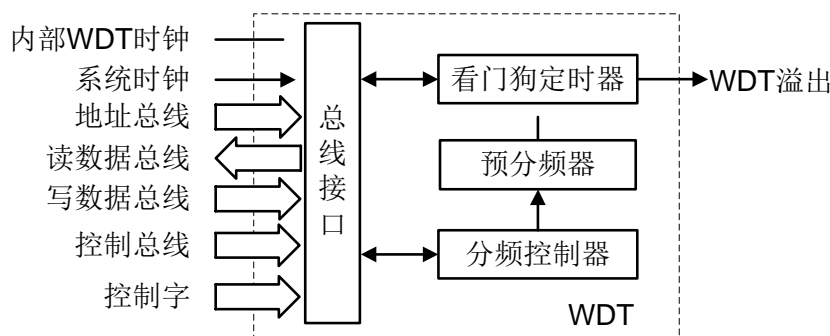 内部WDT时钟
系统时钟
地址总线
读数据总线
写数据总线
控制总线
控制字
总线接口
看门狗定时器
WDT溢出
预分频器
分频控制器
WDT